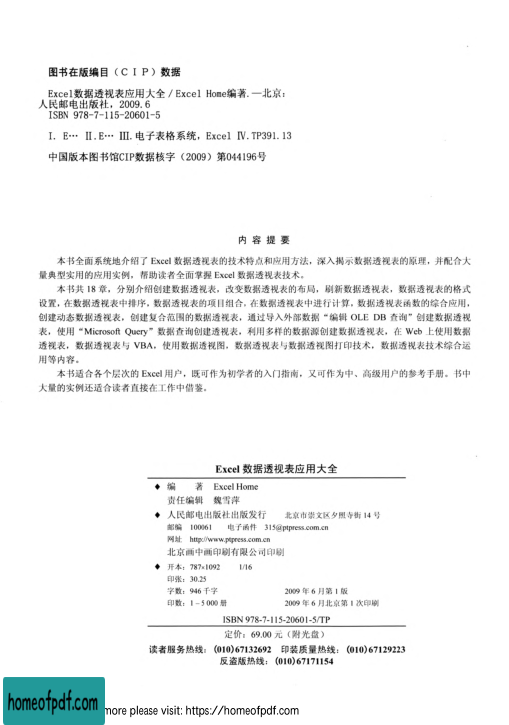 图书在版编目（ＣＩＰ）数据
Excel数据透视表应用大全／Excel Home编著．—北京：
人民邮电出版社，2009.6
ISBN 978-7-115-20601-5
Ⅰ．E… Ⅱ.E… Ⅲ.电子表格系统，Excel Ⅳ.TP391.13
中国版本图书馆CIP数据核字（2009）第044196号
内 容 提 要
本书全面系统地介绍了 Excel 数据透视表的技术特点和应用方法，深入揭示数据透视表的原理，并配合大
量典型实用的应用实例，帮助读者全面掌握 Excel 数据透视表技术。
本书共 18 章，分别介绍创建数据透视表，改变数据透视表的布局，刷新数据透视表，数据透视表的格式
设置，在数据透视表中排序，数据透视表的项目组合，在数据透视表中进行计算，数据透视表函数的综合应用，
创建动态数据透视表，创建复合范围的数据透视表，通过导入外部数据“编辑 OLE DB 查询”创建数据透视
表，使用“Microsoft Query”数据查询创建透视表，利用多样的数据源创建数据透视表，在 Web 上使用数据
透视表，数据透视表与 VBA，使用数据透视图，数据透视表与数据透视图打印技术，数据透视表技术综合运
用等内容。
本书适合各个层次的 Excel 用户，既可作为初学者的入门指南，又可作为中、高级用户的参考手册。书中
大量的实例还适合读者直接在工作中借鉴。
Excel 数据透视表应用大全
◆ 编　　著　Excel Home
责任编辑　魏雪萍
◆ 人民邮电出版社出版发行　北京市崇文区夕照寺街 14 号
邮编　100061　电子函件　315@ptpress.com.cn
网址　http://www.ptpress.com.cn
北京画中画印刷有限公司印刷
◆ 开本：787×1092　1/16
印张：30.25
字数：946 千字　2009 年 6 月第 1 版
印数：1－5 000 册　2009 年 6 月北京第 1 次印刷
ISBN 978-7-115-20601-5/TP
定价：69.00 元（附光盘）
读者服务热线：(010)67132692　印装质量热线：(010)67129223
反盗版热线：(010)67171154
homeofpdf.com
more please visit: https://homeofpdf.com